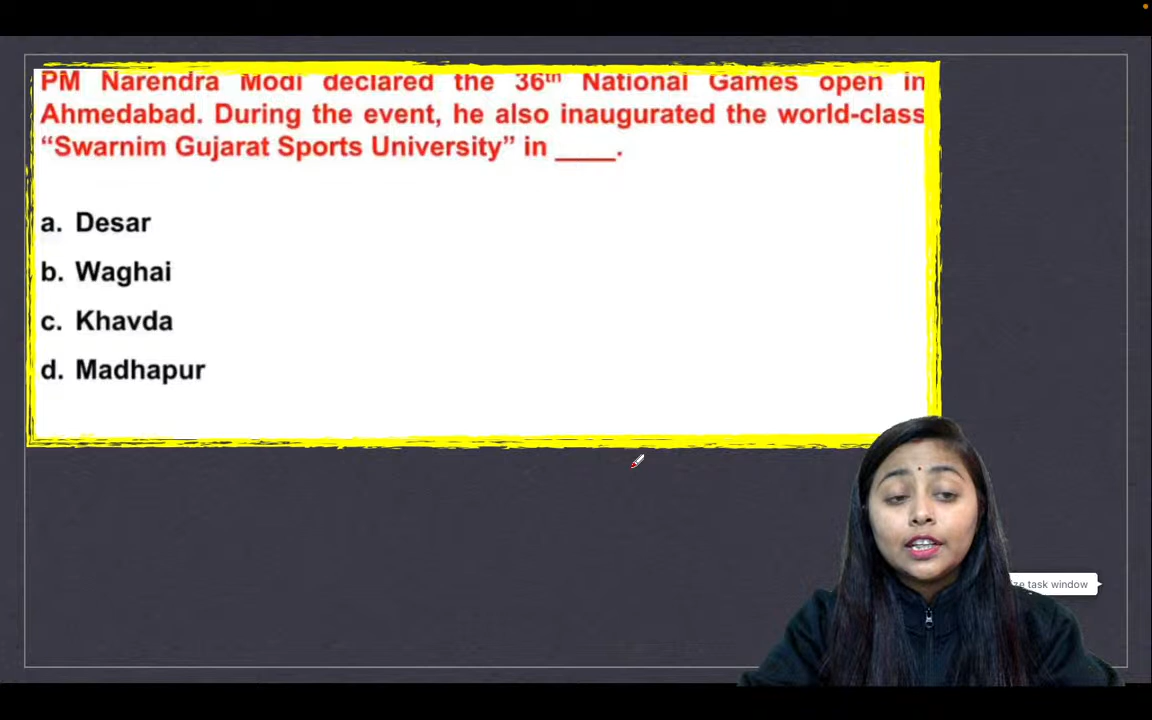 PM Narendra Modi declared the 36th National Games open in
Ahmedabad. During the event, he also inaugurated the world-class
“Swarnim Gujarat Sports University” in ____.
a. Desar
b. Waghai
c. Khavda
d. Madhapur
task window